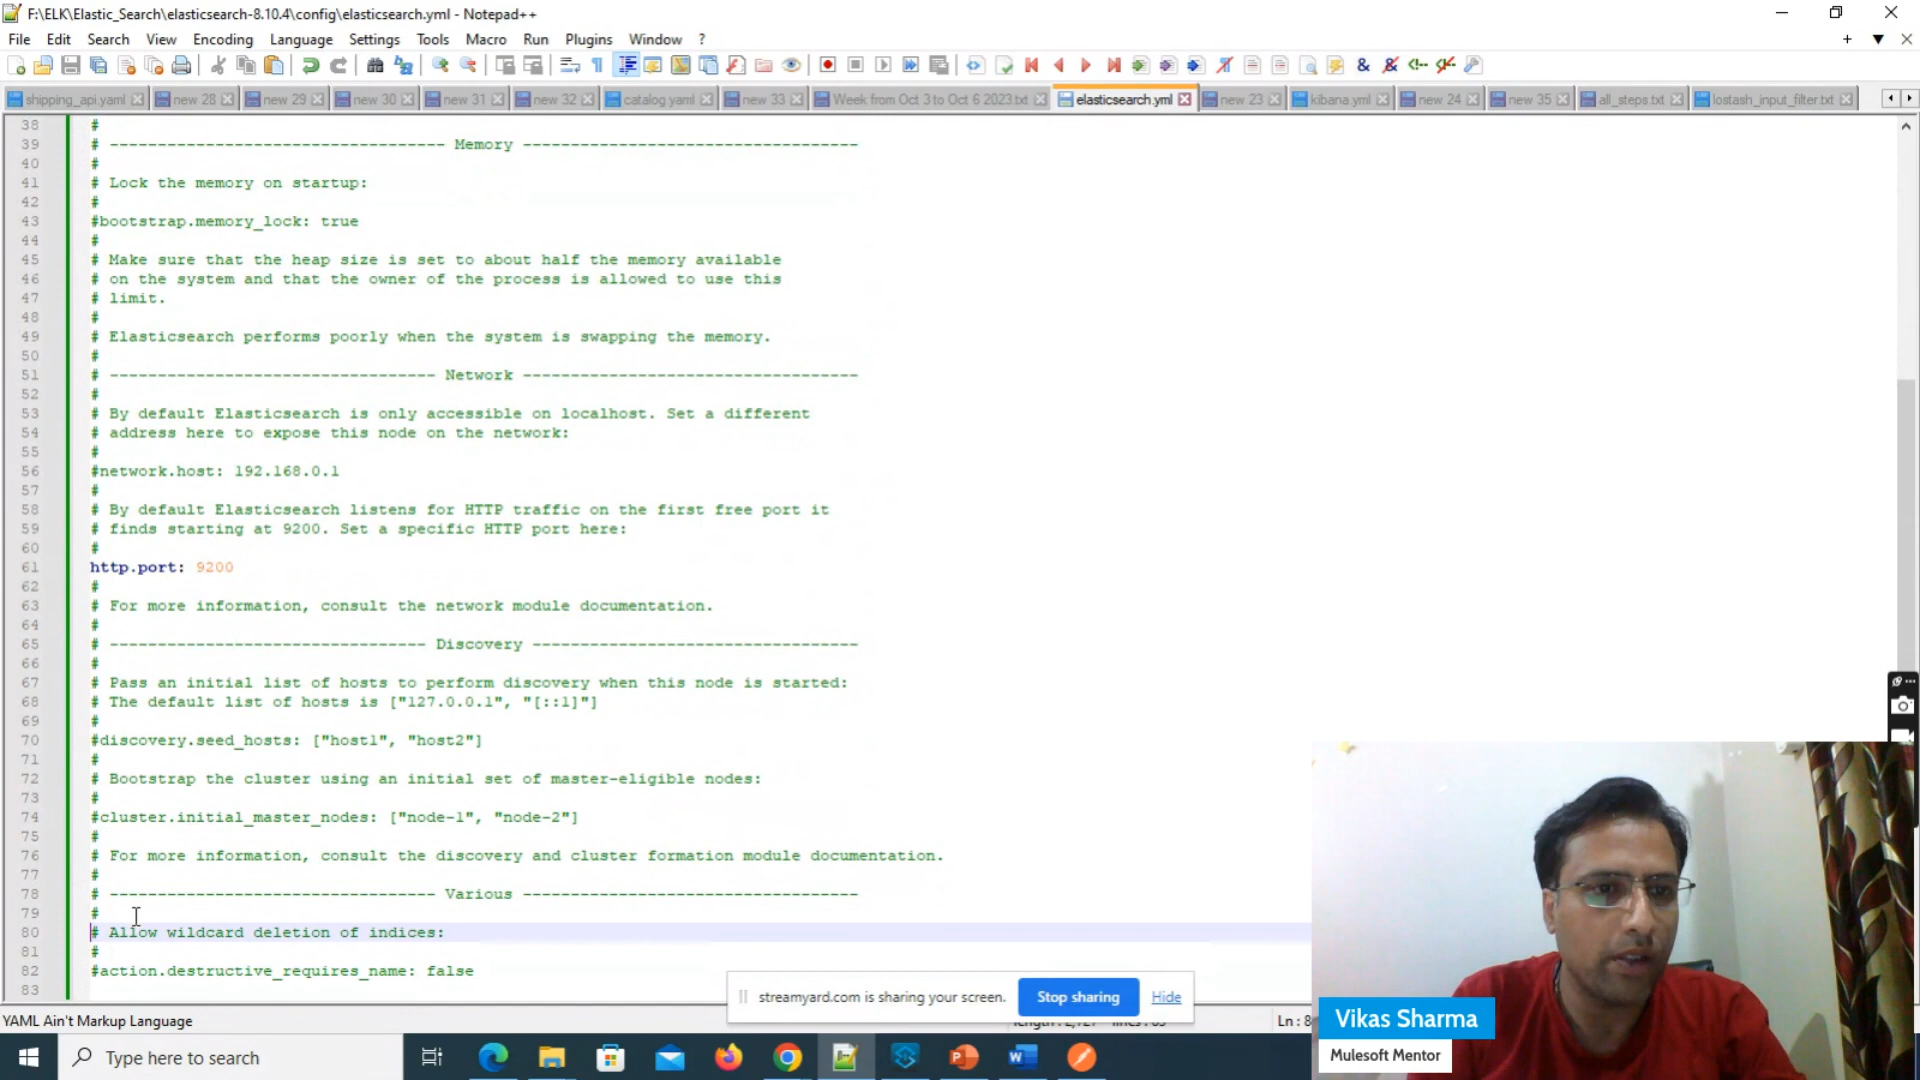 F:\ELK\Elastic_Search\elasticsearch-8.10.4\config\elasticsearch.yml - Notepad++
File Edit Search View Encoding Language Settings Tools Macro Run Plugins Window ?
shipping_api.yaml new 28 new 29 new 30 new 31 new 32 catalog.yaml new 33 Week from Oct 3 to Oct 6 2023.txt elasticsearch.yml new 23 kibana.yml new 24 new 35 all_steps.txt lostash_input_filter.txt
38 #
39 # ----------------------------------- Memory -----------------------------------
40 #
41 # Lock the memory on startup:
42 #
43 #bootstrap.memory_lock: true
44 #
45 # Make sure that the heap size is set to about half the memory available
46 # on the system and that the owner of the process is allowed to use this
47 # limit.
48 #
49 # Elasticsearch performs poorly when the system is swapping the memory.
50 #
51 # ---------------------------------- Network -----------------------------------
52 #
53 # By default Elasticsearch is only accessible on localhost. Set a different
54 # address here to expose this node on the network:
55 #
56 #network.host: 192.168.0.1
57 #
58 # By default Elasticsearch listens for HTTP traffic on the first free port it
59 # finds starting at 9200. Set a specific HTTP port here:
60 #
61 http.port: 9200
62 #
63 # For more information, consult the network module documentation.
64 #
65 # --------------------------------- Discovery ----------------------------------
66 #
67 # Pass an initial list of hosts to perform discovery when this node is started:
68 # The default list of hosts is ["127.0.0.1", "[::1]"]
69 #
70 #discovery.seed_hosts: ["host1", "host2"]
71 #
72 # Bootstrap the cluster using an initial set of master-eligible nodes:
73 #
74 #cluster.initial_master_nodes: ["node-1", "node-2"]
75 #
76 # For more information, consult the discovery and cluster formation module documentation.
77 #
78 # ---------------------------------- Various -----------------------------------
79 #
80 # Allow wildcard deletion of indices:
81 #
82 #action.destructive_requires_name: false
83
streamyard.com is sharing your screen. Stop sharing Hide
YAML Ain't Markup Language
Vikas Sharma
Mulesoft Mentor
Type here to search